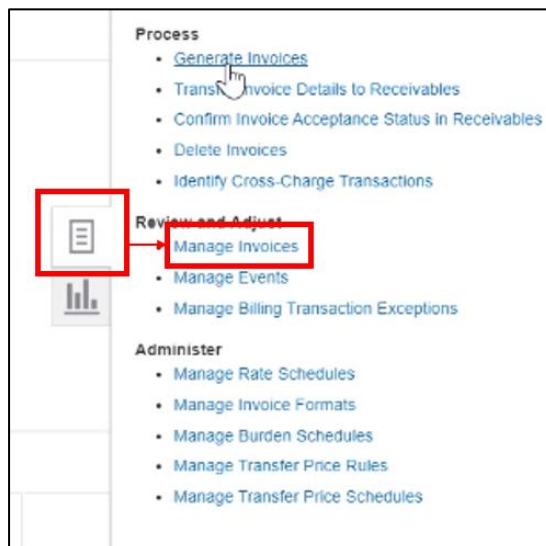 Process
Generate Invoices
Transfer Invoice Details to Receivables
Confirm Invoice Acceptance Status in Receivables
Delete Invoices
Identify Cross-Charge Transactions
Review and Adjust
Manage Invoices
Manage Events
Manage Billing Transaction Exceptions
Administer
Manage Rate Schedules
Manage Invoice Formats
Manage Burden Schedules
Manage Transfer Price Rules
Manage Transfer Price Schedules